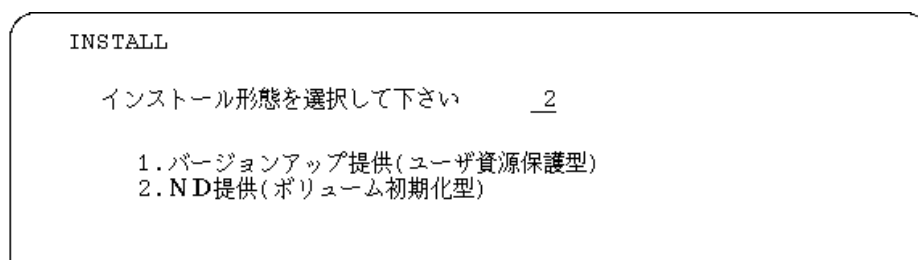 INSTALL
インストール形態を選択して下さい 2
1.バージョンアップ提供(ユーザ資源保護型)
2.ND提供(ボリューム初期化型)